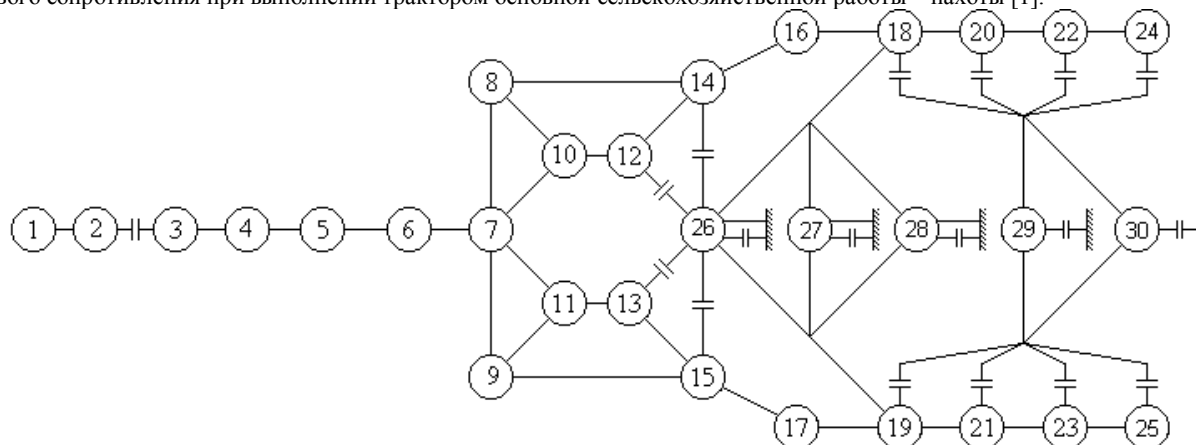 вого сопротивления при выполнении трактором основной сельскохозяйственной работы – пахоты [1].
16 18 20 22 24
8 14
10 12
1 2 3 4 5 6 7 26 27 28 29 30
11 13
9 15
17 19 21 23 25